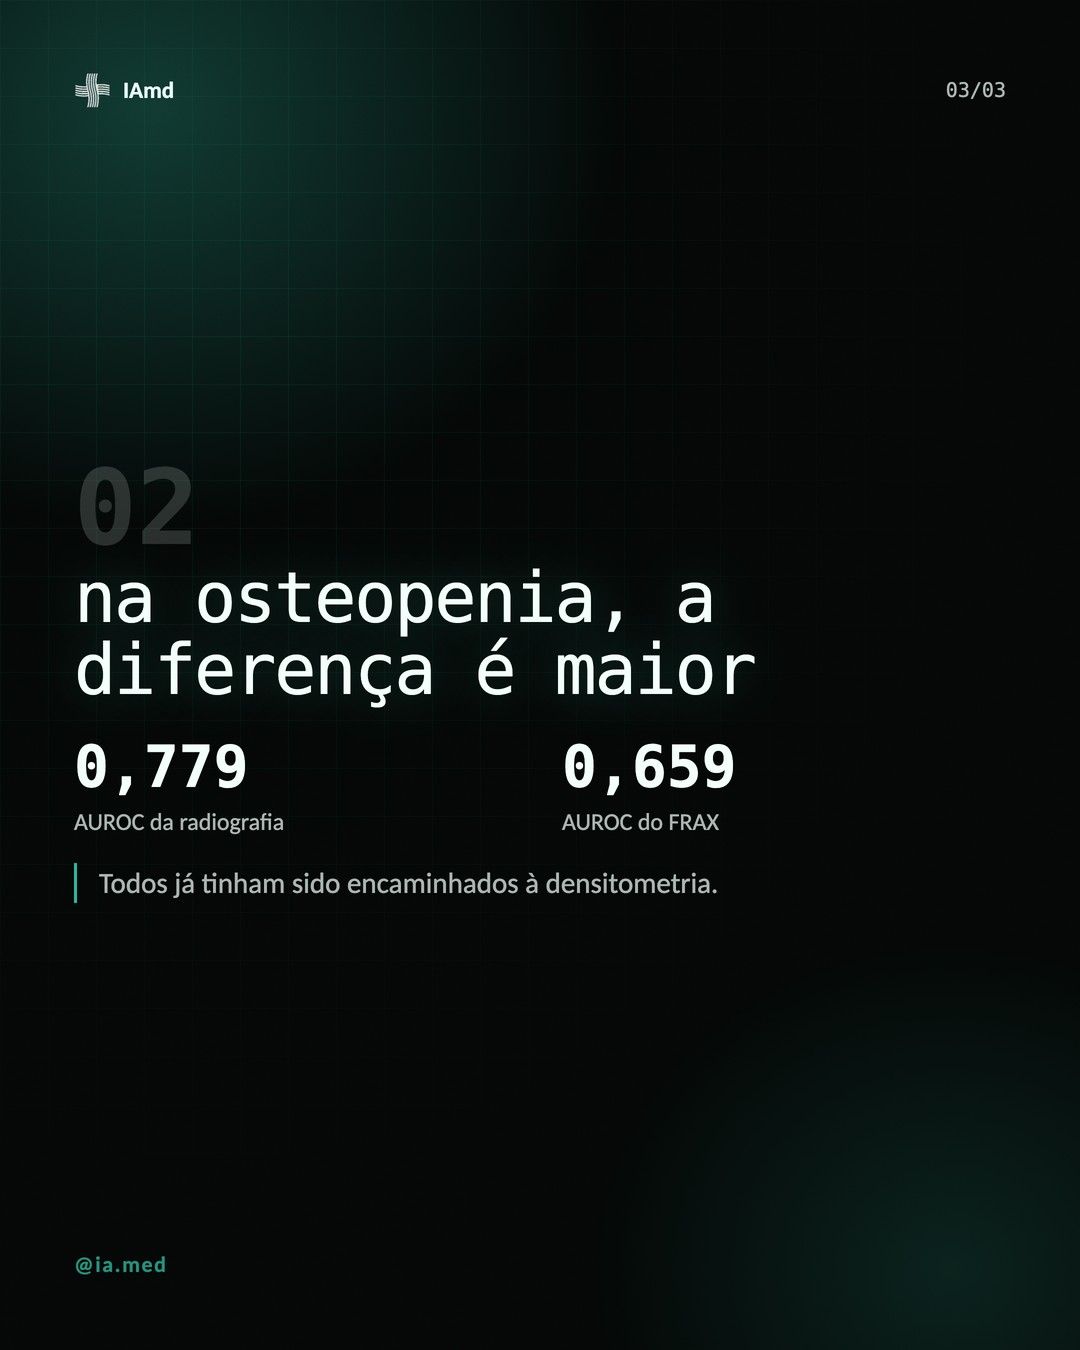 IAmd
03/03
02
na osteopenia, a
diferença é maior
0,779
0,659
AUROC da radiografia
AUROC do FRAX
Todos já tinham sido encaminhados à densitometria.
@ia.med